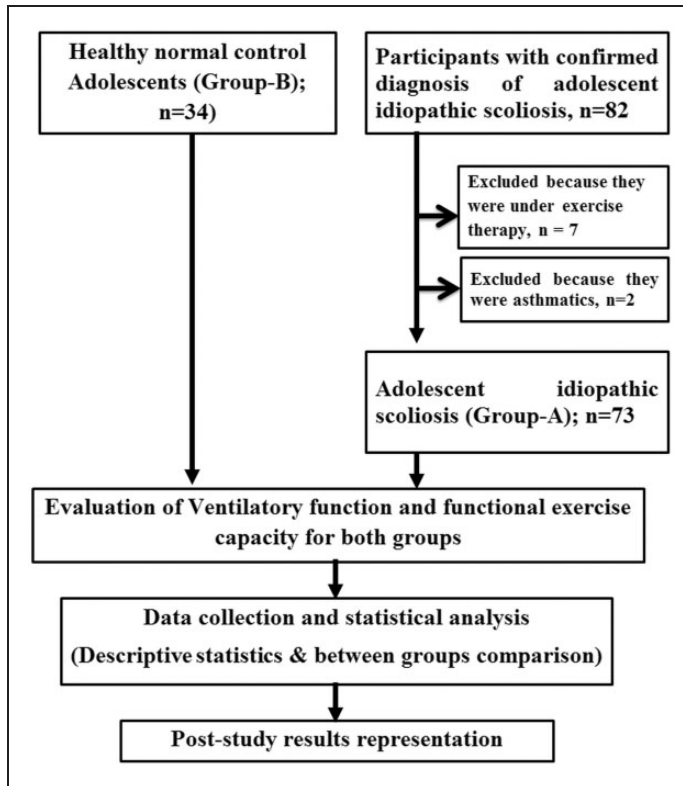 Healthy normal control
Adolescents (Group-B);
n=34)
Participants with confirmed
diagnosis of adolescent
idiopathic scoliosis, n=82
Excluded because they
were under exercise
therapy, n = 7
Excluded because they
were asthmatics, n=2
Adolescent idiopathic
scoliosis (Group-A); n=73
Evaluation of Ventilatory function and functional exercise
capacity for both groups
Data collection and statistical analysis
(Descriptive statistics & between groups comparison)
Post-study results representation